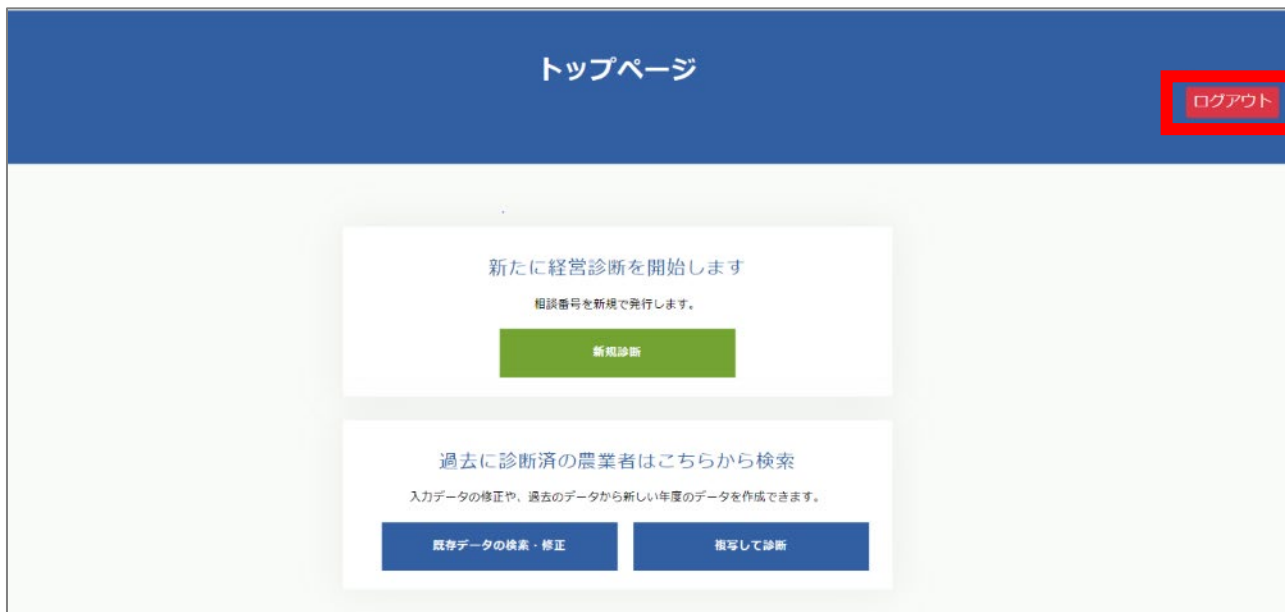 トップページ
ログアウト
新たに経営診断を開始します
相談番号を新規で発行します。
新規診断
過去に診断済の農業者はこちらから検索
入力データの修正や、過去のデータから新しい年度のデータを作成できます。
既存データの検索・修正
複写して診断